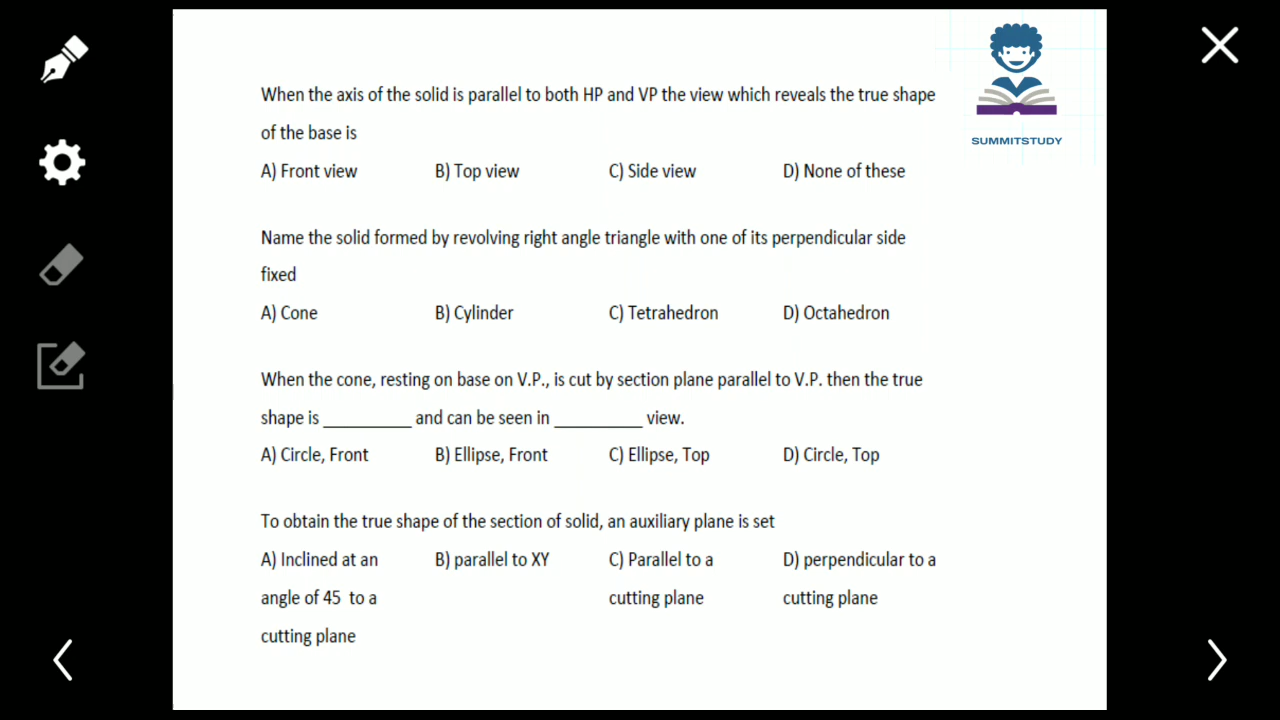 When the axis of the solid is parallel to both HP and VP the view which reveals the true shape
of the base is
A) Front view B) Top view C) Side view D) None of these
SUMMITSTUDY
Name the solid formed by revolving right angle triangle with one of its perpendicular side
fixed
A) Cone B) Cylinder C) Tetrahedron D) Octahedron
When the cone, resting on base on V.P., is cut by section plane parallel to V.P. then the true
shape is __________ and can be seen in __________ view.
A) Circle, Front B) Ellipse, Front C) Ellipse, Top D) Circle, Top
To obtain the true shape of the section of solid, an auxiliary plane is set
A) Inclined at an B) parallel to XY C) Parallel to a D) perpendicular to a
angle of 45 to a cutting plane cutting plane
cutting plane